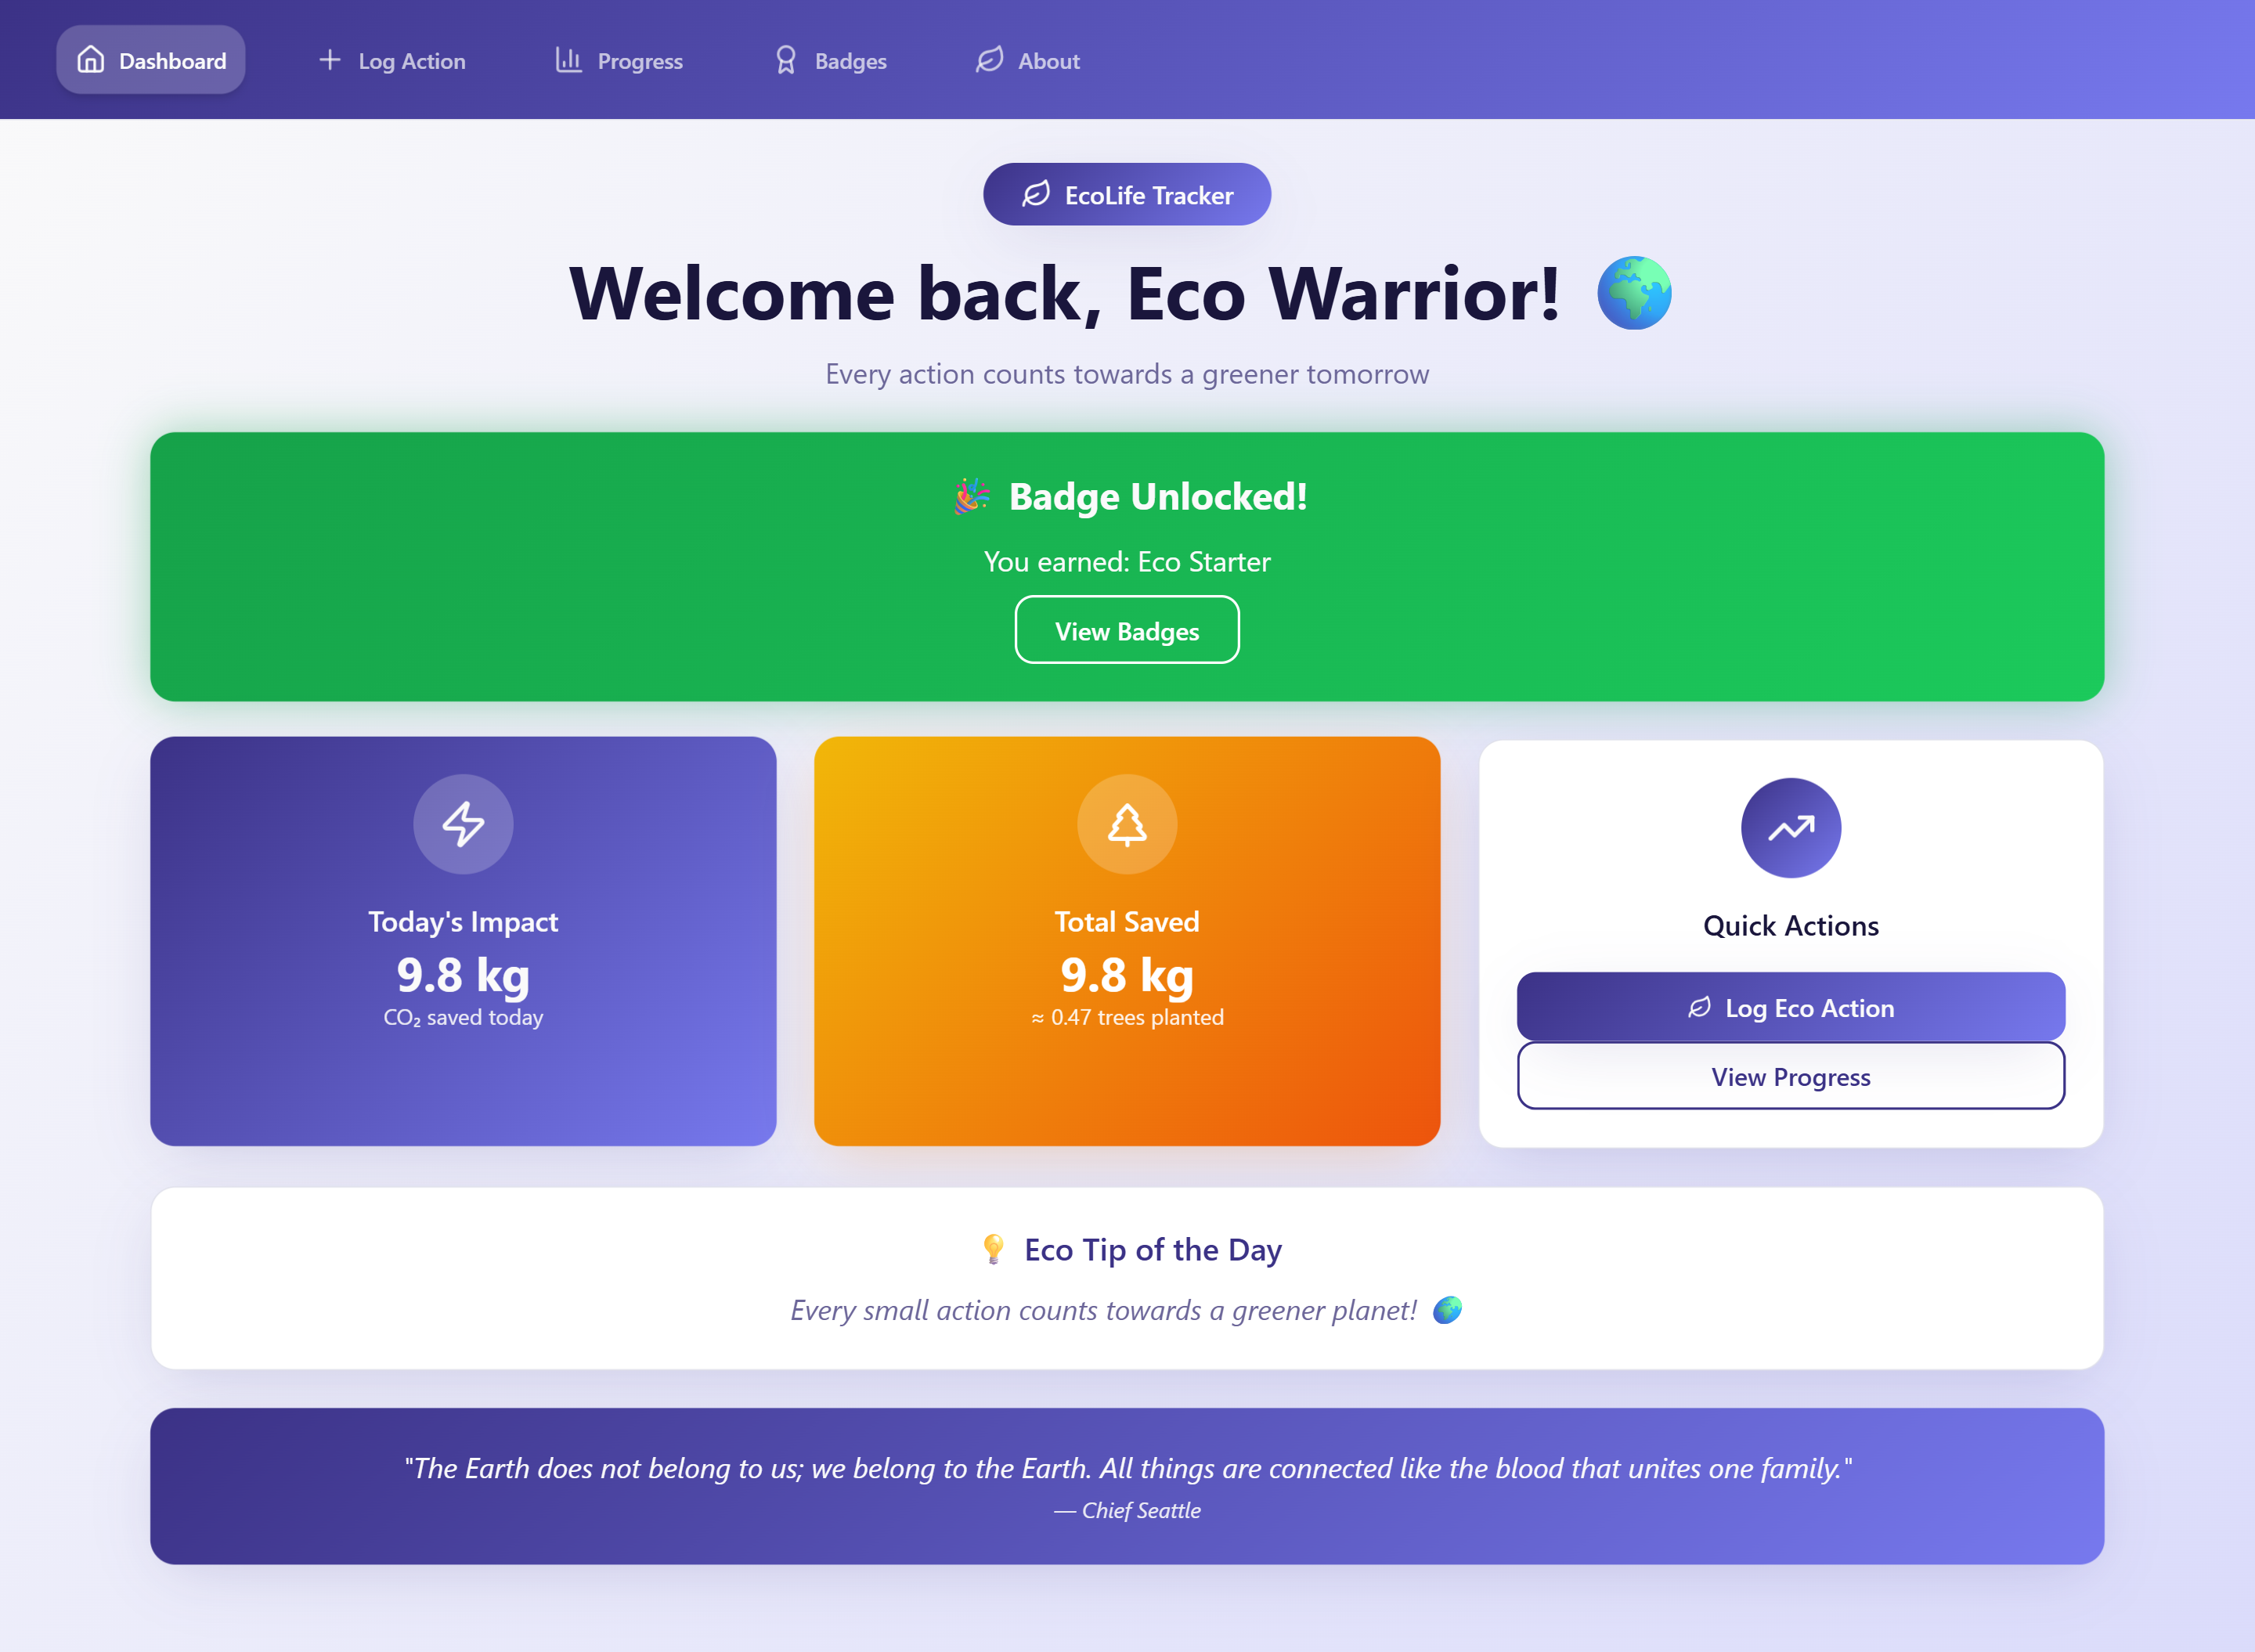 Dashboard
Log Action
Progress
Badges
About
EcoLife Tracker
Welcome back, Eco Warrior! 🌍
Every action counts towards a greener tomorrow
🎉 Badge Unlocked!
You earned: Eco Starter
View Badges
Today's Impact
9.8 kg
CO₂ saved today
Total Saved
9.8 kg
≈ 0.47 trees planted
Quick Actions
Log Eco Action
View Progress
💡 Eco Tip of the Day
Every small action counts towards a greener planet! 🌍
"The Earth does not belong to us; we belong to the Earth. All things are connected like the blood that unites one family."
— Chief Seattle